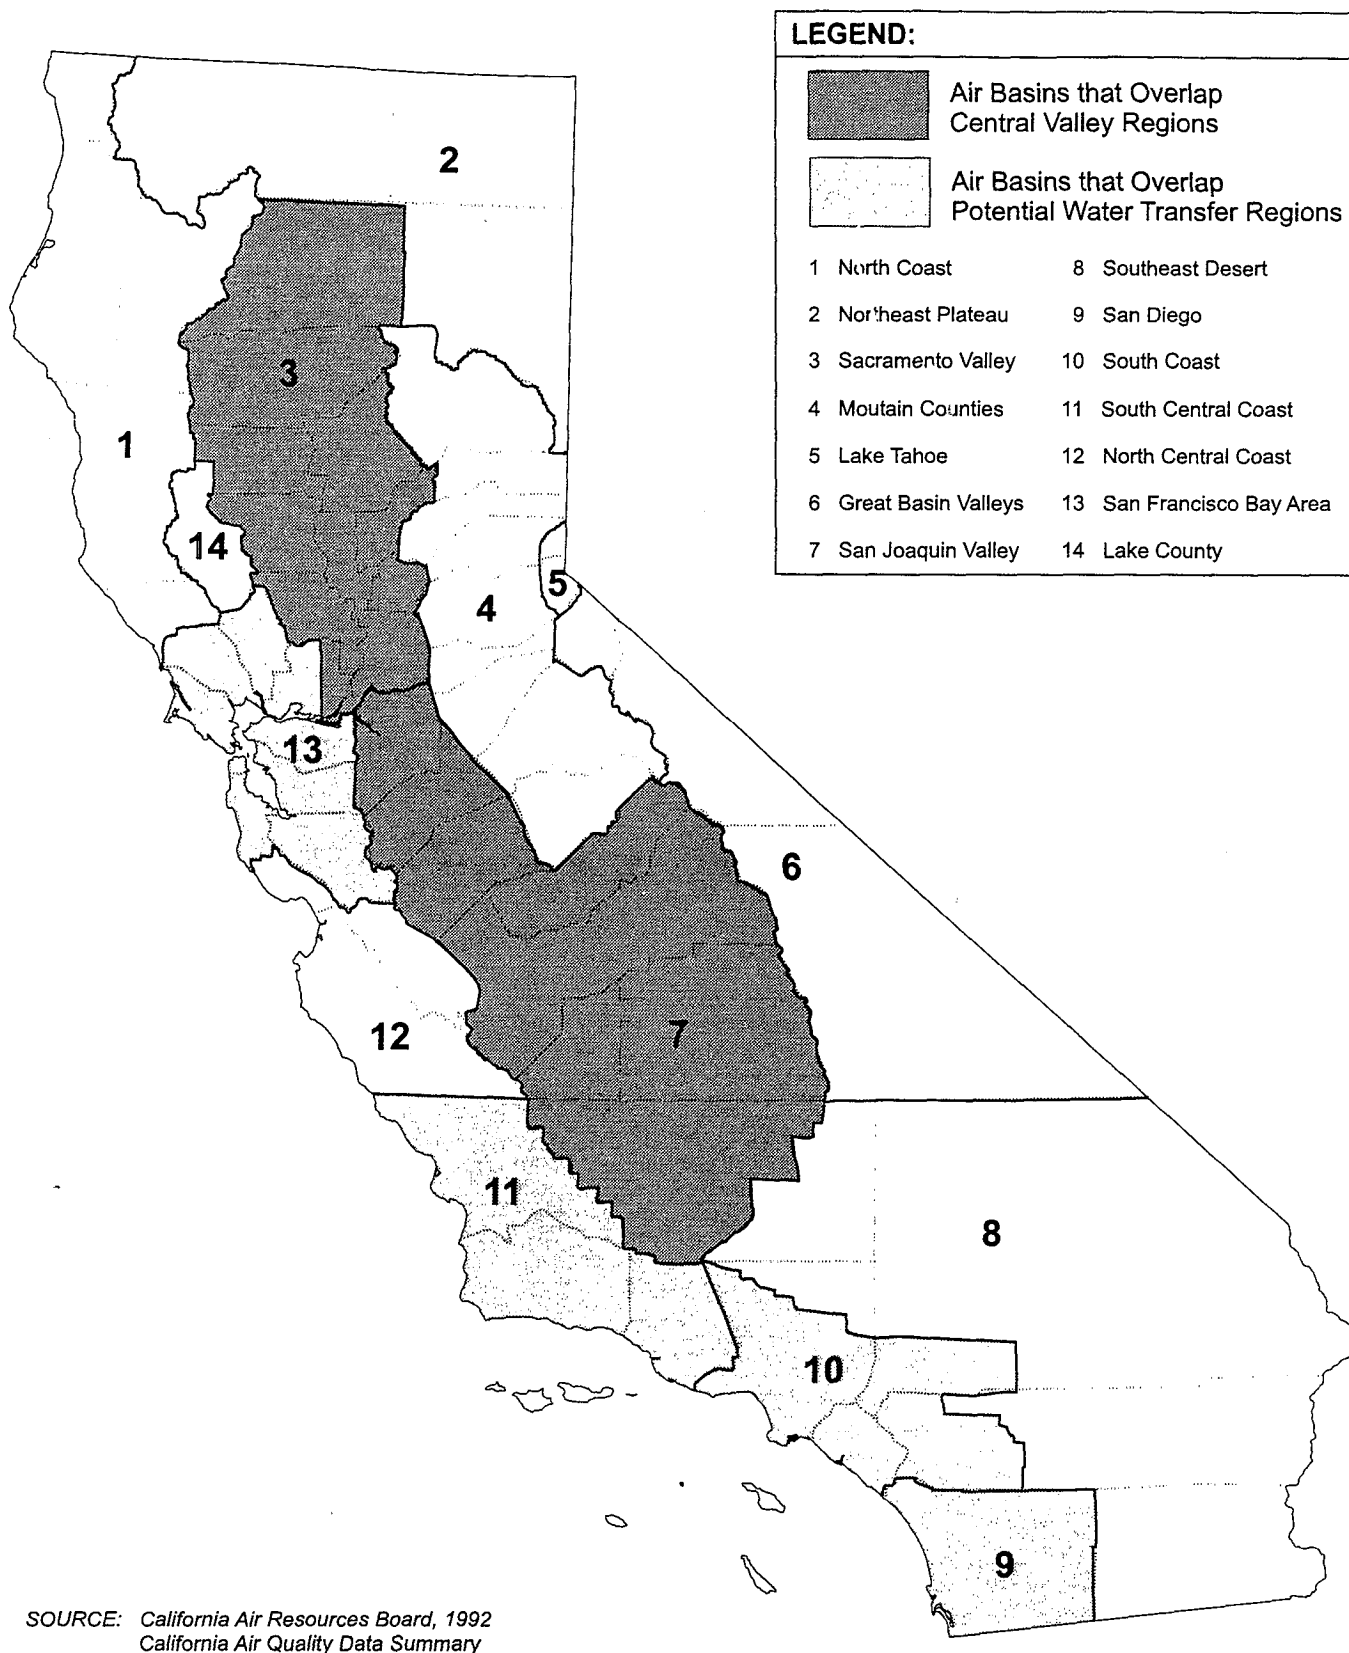 LEGEND:
Air Basins that Overlap
Central Valley Regions
Air Basins that Overlap
Potential Water Transfer Regions
1 North Coast
2 Northeast Plateau
3 Sacramento Valley
4 Moutain Counties
5 Lake Tahoe
6 Great Basin Valleys
7 San Joaquin Valley
8 Southeast Desert
9 San Diego
10 South Coast
11 South Central Coast
12 North Central Coast
13 San Francisco Bay Area
14 Lake County
2
3
1
14
5
4
13
6
12
7
11
8
10
9
SOURCE: California Air Resources Board, 1992
California Air Quality Data Summary